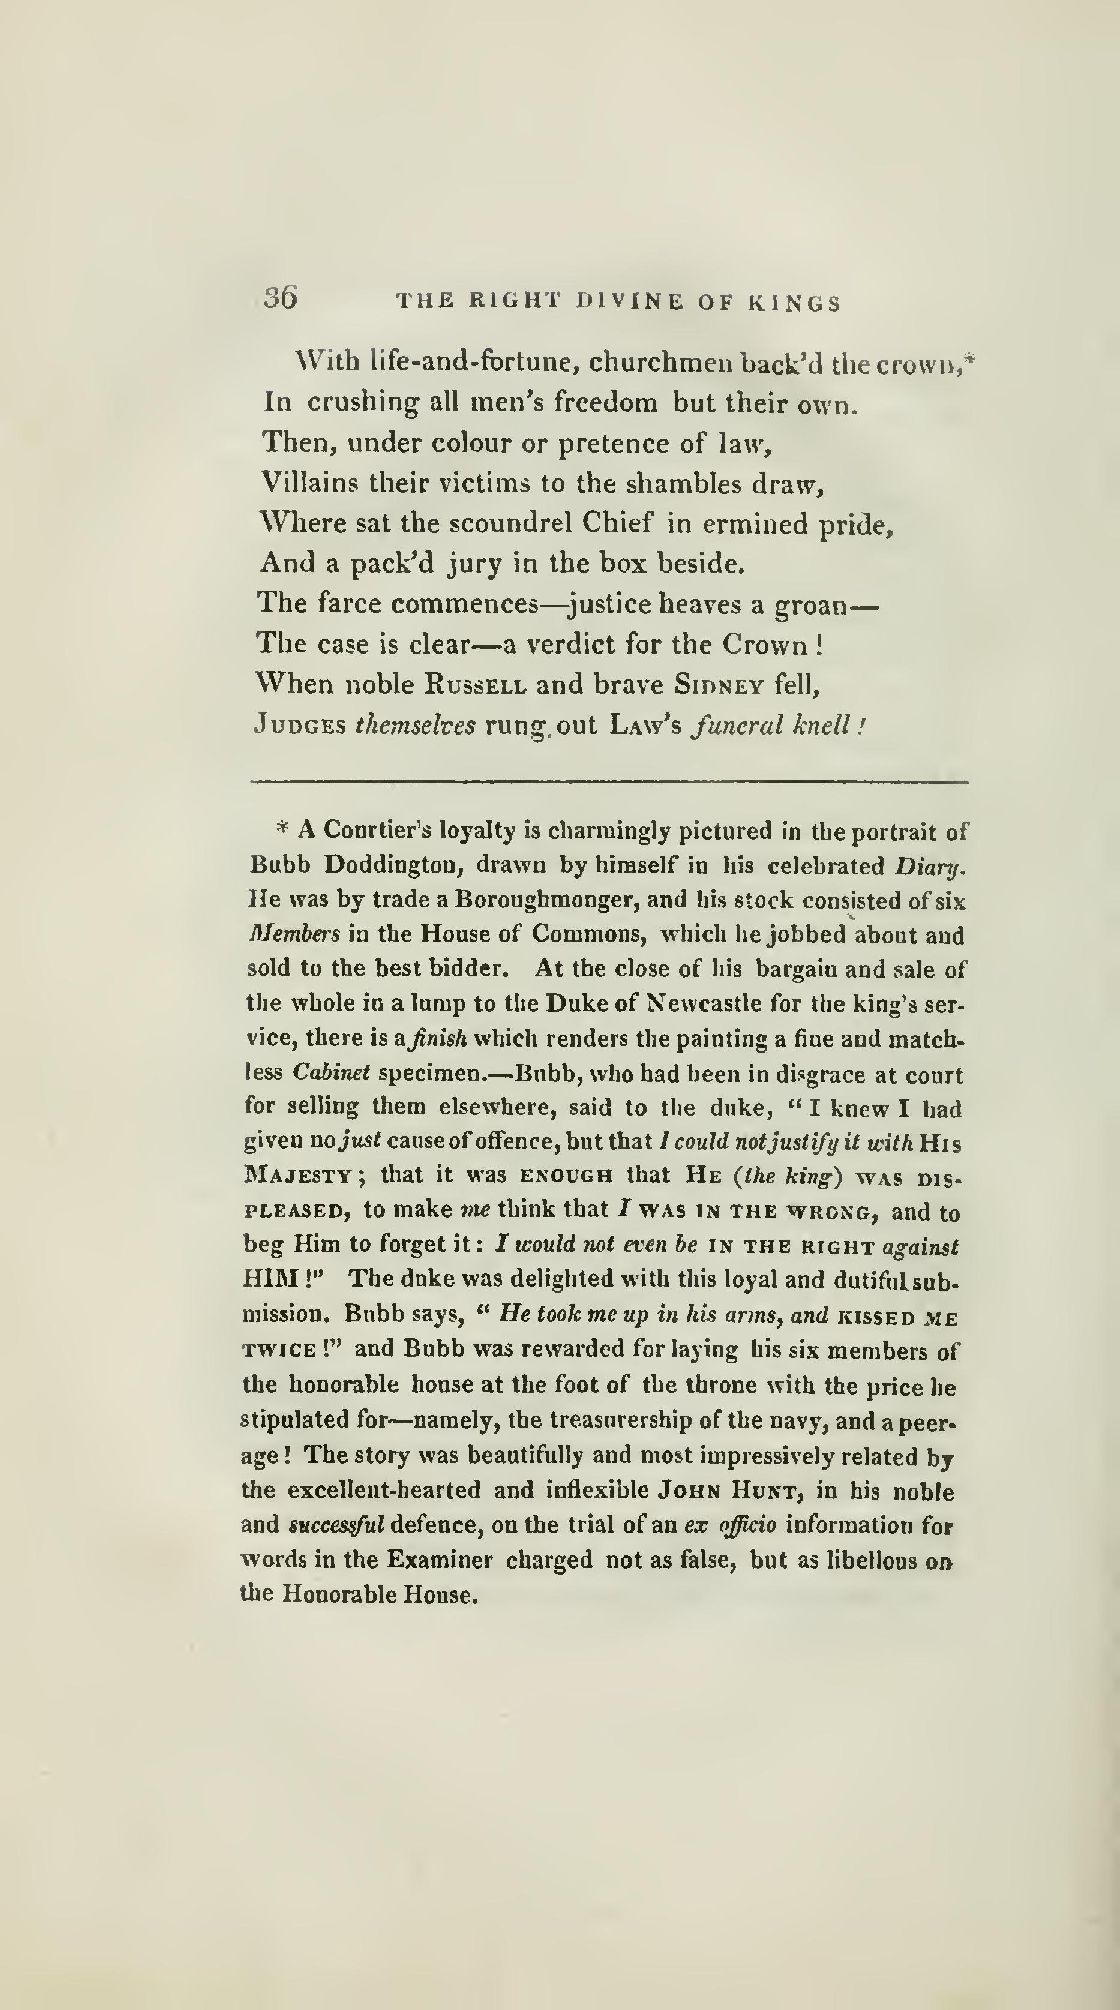 36 THE RIGHT DIVINE OF KINGS
With life-and-fortune, churchmen back'd the crown,*
In crushing all men's freedom but their own.
Then, under colour or pretence of law,
Villains their victims to the shambles draw,
Where sat the scoundrel Chief in ermined pride,
And a pack'd jury in the box beside.
The farce commences—justice heaves a groan—
The case is clear—a verdict for the Crown!
When noble RUSSELL and brave SIDNEY fell,
JUDGES themselves rung out LAW's funeral knell!
* A Courtier's loyalty is charmingly pictured in the portrait of
Bubb Doddington, drawn by himself in his celebrated Diary.
He was by trade a Boroughmonger, and his stock consisted of six
Members in the House of Commons, which he jobbed about and
sold to the best bidder. At the close of his bargain and sale of
the whole in a lump to the Duke of Newcastle for the king's ser-
vice, there is a finish which renders the painting a fine and match-
less Cabinet specimen.—Bubb, who had been in disgrace at court
for selling them elsewhere, said to the duke, "I knew I had
given no just cause of offence, but that I could not justify it with HIS
MAJESTY; that it was ENOUGH that HE (the king) WAS DIS-
PLEASED, to make me think that I WAS IN THE WRONG, and to
beg Him to forget it: I would not even be IN THE RIGHT against
HIM!" The duke was delighted with this loyal and dutiful sub-
mission. Bubb says, "He took me up in his arms, and KISSED ME
TWICE!" and Bubb was rewarded for laying his six members of
the honorable house at the foot of the throne with the price he
stipulated for—namely, the treasurership of the navy, and a peer-
age! The story was beautifully and most impressively related by
the excellent-hearted and inflexible JOHN HUNT, in his noble
and successful defence, on the trial of an ex officio information for
words in the Examiner charged not as false, but as libellous on
the Honorable House.